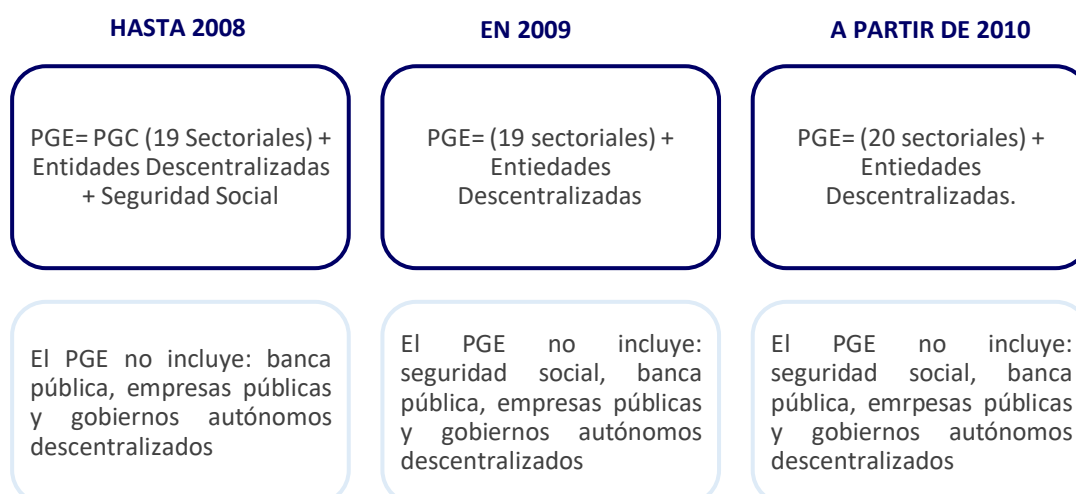 HASTA 2008
EN 2009
A PARTIR DE 2010
PGE= PGC (19 Sectoriales) +
Entidades Descentralizadas
+ Seguridad Social
PGE= (19 sectoriales) +
Entiedades
Descentralizadas
PGE= (20 sectoriales) +
Entiedades
Descentralizadas.
El PGE no incluye: banca
pública, empresas públicas
y gobiernos autónomos
descentralizados
El PGE no incluye:
seguridad social, banca
pública, empresas públicas
y gobiernos autónomos
descentralizados
El PGE no incluye:
seguridad social, banca
pública, emrpesas públicas
y gobiernos autónomos
descentralizados